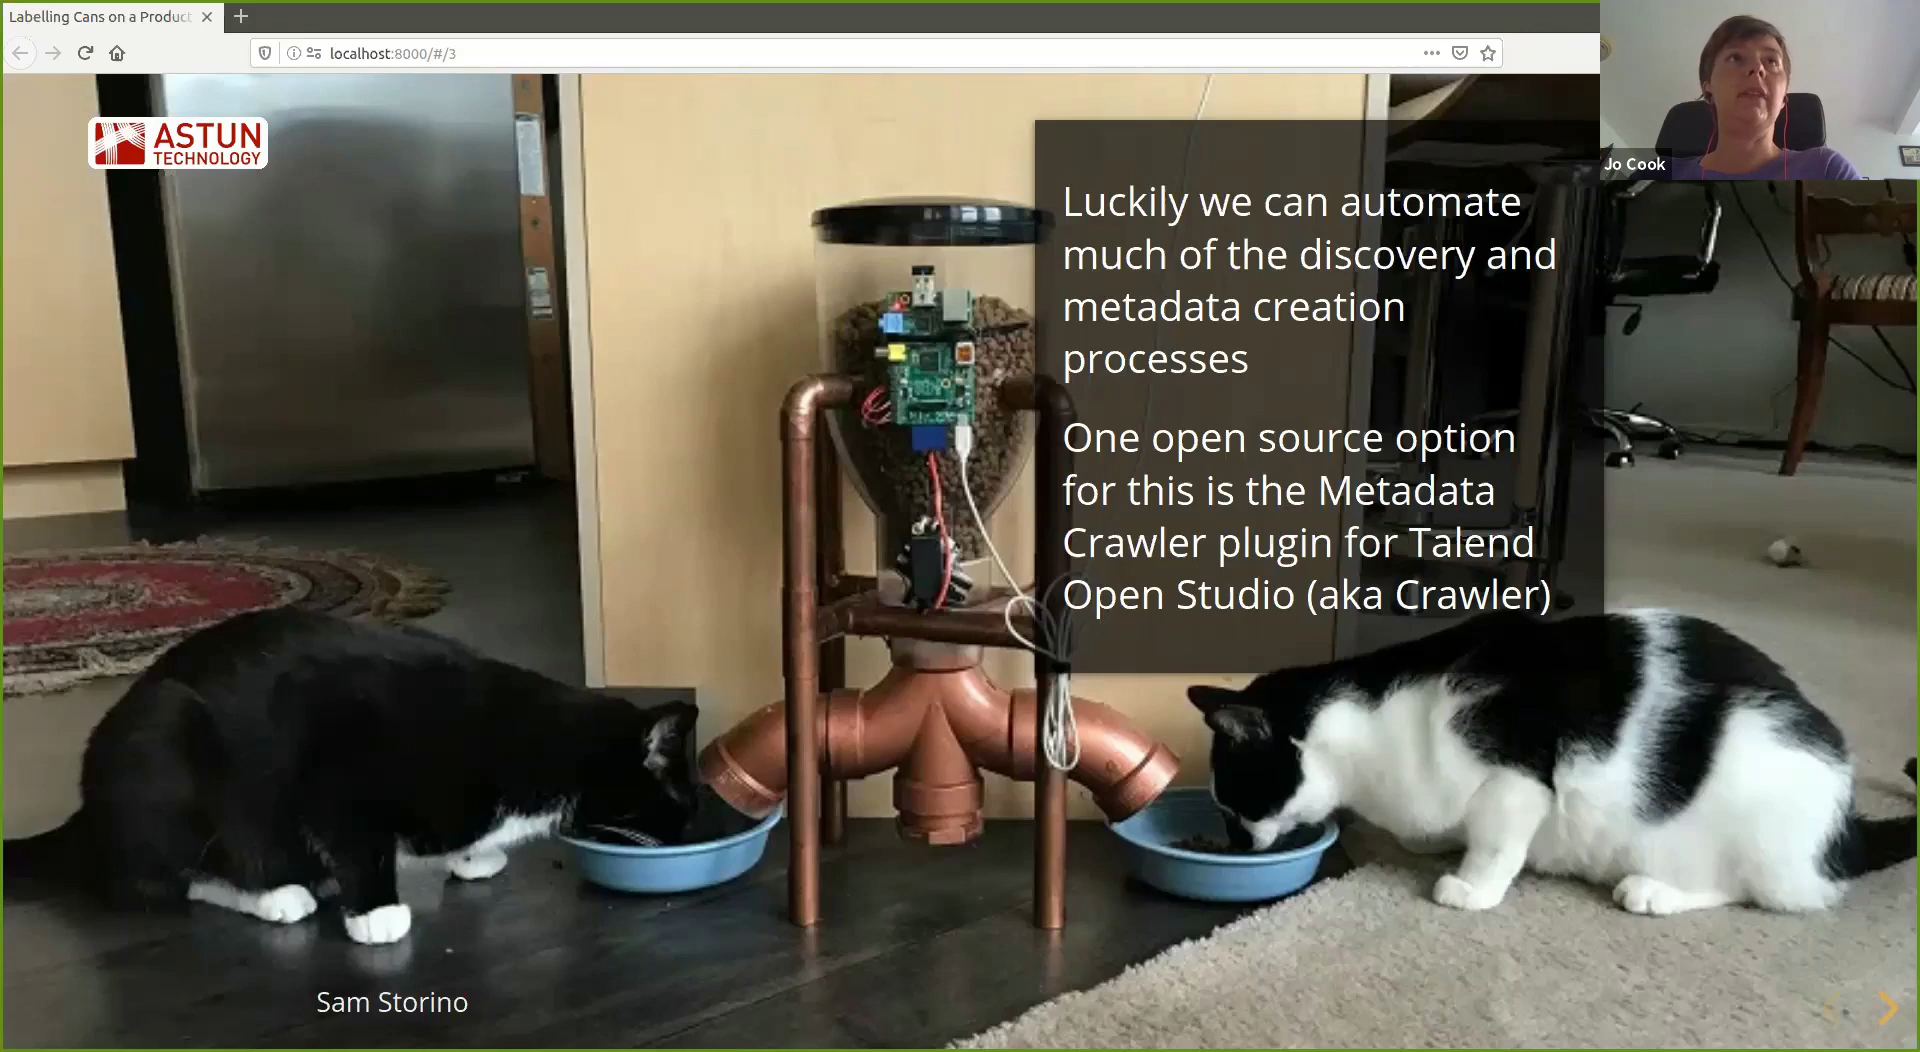 Labelling Cans on a Product
localhost:8000/#/3
Jo Cook
ASTUN
TECHNOLOGY
Luckily we can automate
much of the discovery and
metadata creation
processes
One open source option
for this is the Metadata
Crawler plugin for Talend
Open Studio (aka Crawler)
Sam Storino